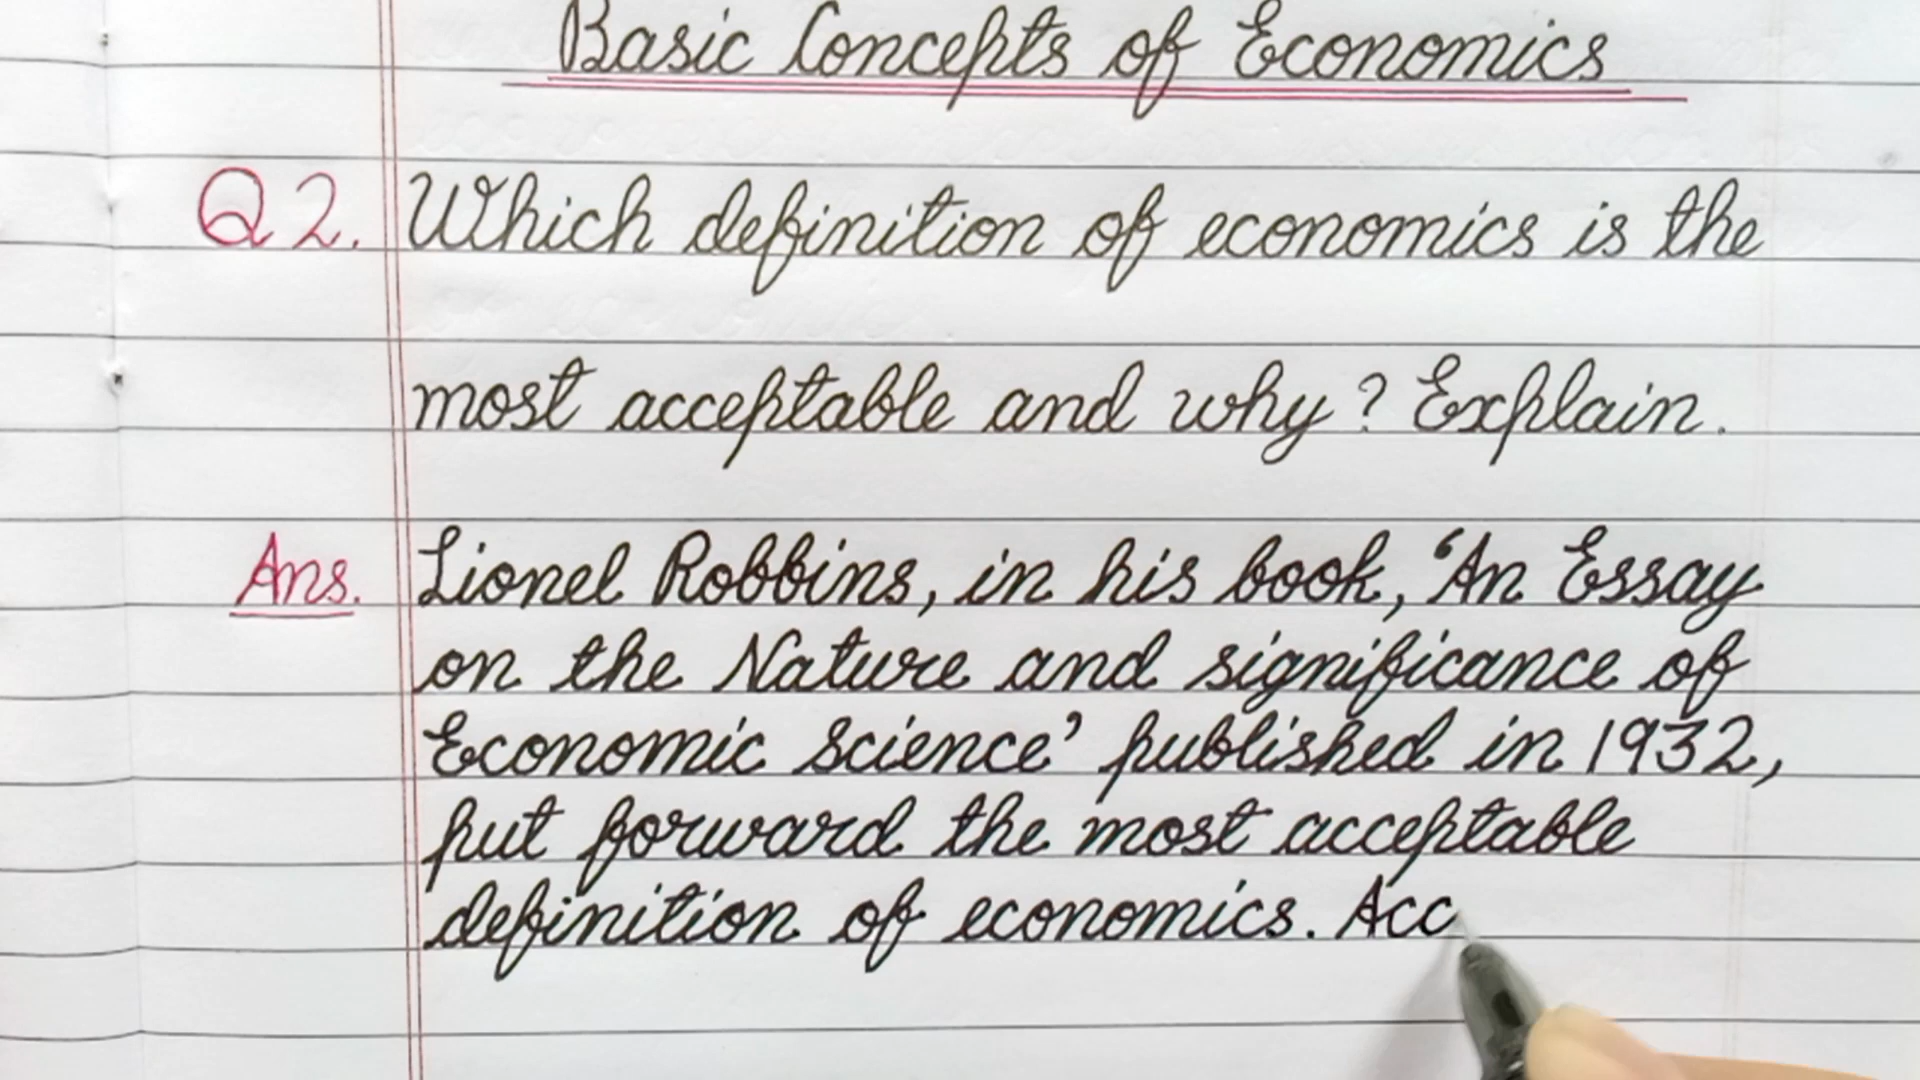 Basic Concepts of Economics
Q 2. Which definition of economics is the
most acceptable and why? Explain.
Ans. Lionel Robbins, in his book, ‘An Essay
on the Nature and significance of
Economic science’ published in 1932,
put forward the most acceptable
definition of economics. Acc